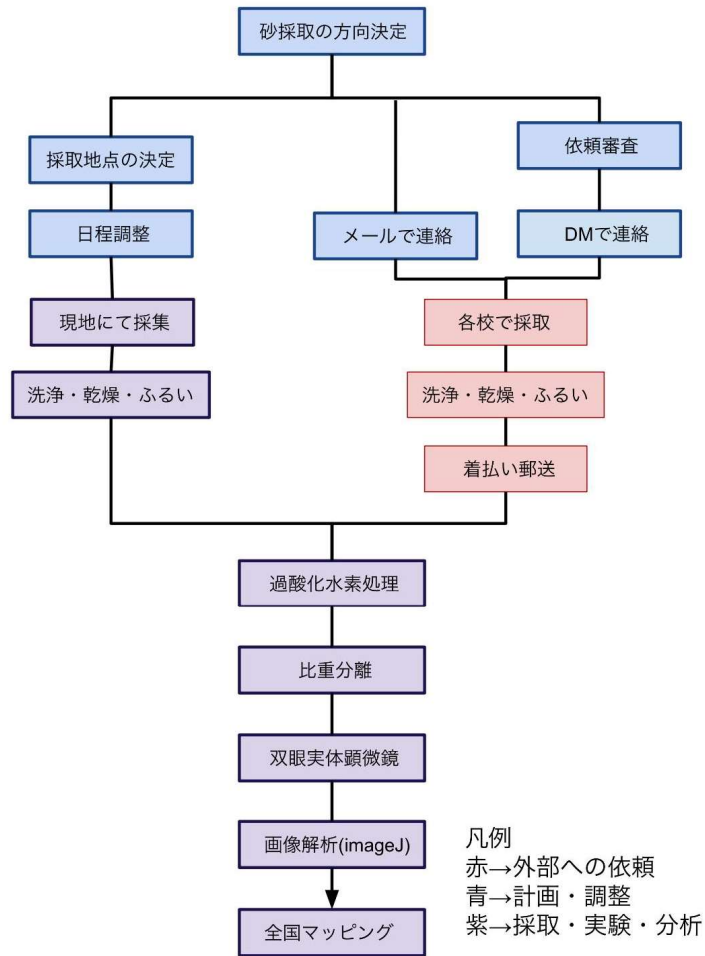 砂採取の方向決定
採取地点の決定
依頼審査
日程調整
メールで連絡
DMで連絡
現地にて採集
各校で採取
洗浄・乾燥・ふるい
洗浄・乾燥・ふるい
着払い郵送
過酸化水素処理
比重分離
双眼実体顕微鏡
画像解析(imageJ)
全国マッピング
凡例
赤→外部への依頼
青→計画・調整
紫→採取・実験・分析